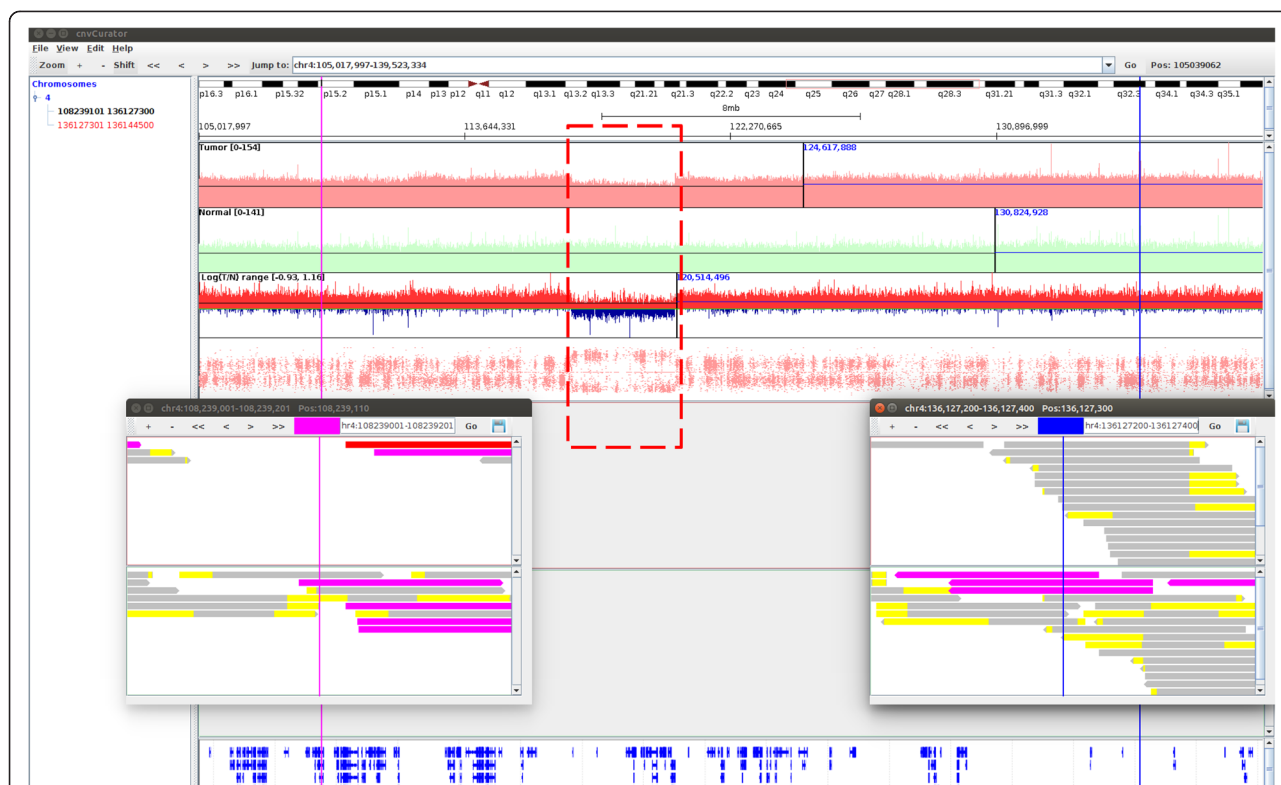 cnvCurator
File View Edit Help
Zoom + - Shift << < > >> Jump to: chr4:105,017,997-139,523,334 Go Pos: 105039062
Chromosomes
4
108239101 136127300
136127301 136144500
p16.3 p16.1 p15.32 p15.2 p15.1 p14 p13 p12 q11 q12 q13.1 q13.2 q13.3 q21.21 q21.3 q22.2 q23 q24 q25 q26 q27 q28.1 q28.3 q31.21 q31.3 q32.1 q32.3 q34.1 q34.3 q35.1
8mb
105,017,997 113,644,331 122,270,665 130,896,999
Tumor [0-154] 124,617,888
Normal [0-141] 130,824,928
Log(T/N) range [-0.93, 1.16] 120,514,496
chr4:108,239,001-108,239,201 Pos:108,239,110
+ - << < > >> hr4:108239001-108239201 Go
chr4:136,127,200-136,127,400 Pos:136,127,300
+ - << < > >> hr4:136127200-136127400 Go